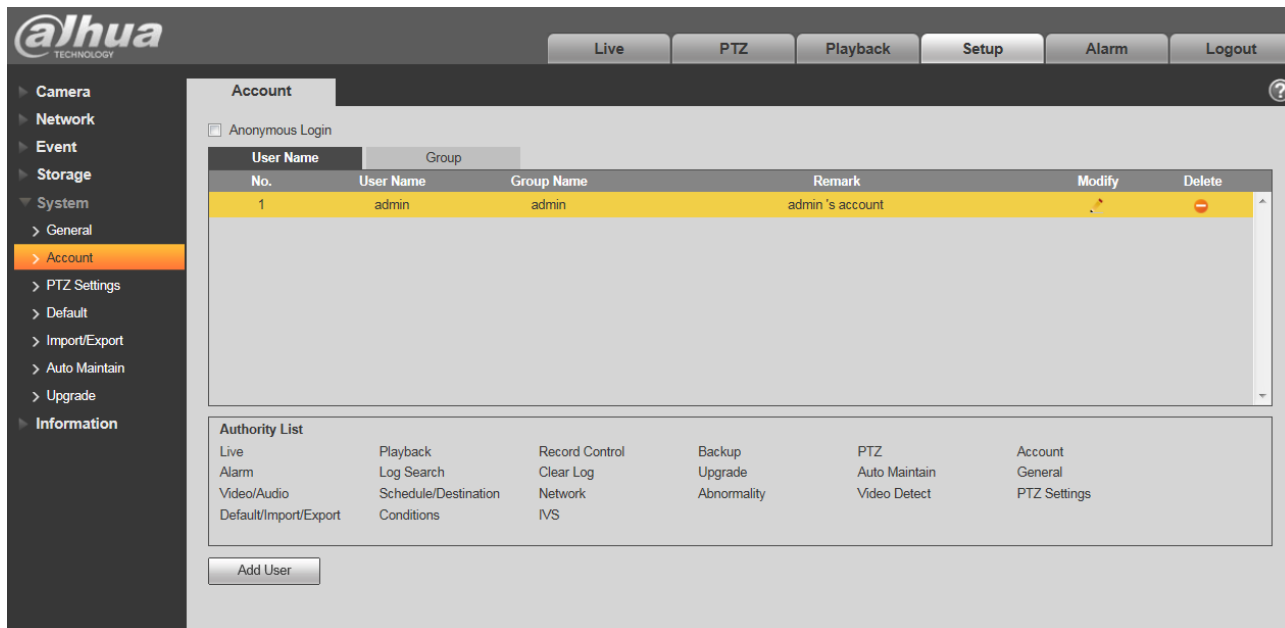 alhua
TECHNOLOGY
Live PTZ Playback Setup Alarm Logout
Camera
Network
Event
Storage
System
General
Account
PTZ Settings
Default
Import/Export
Auto Maintain
Upgrade
Information
Account
?
Anonymous Login
User Name Group
No. User Name Group Name Remark Modify Delete
1 admin admin admin 's account
Authority List
Live Playback Record Control Backup PTZ Account
Alarm Log Search Clear Log Upgrade Auto Maintain General
Video/Audio Schedule/Destination Network Abnormality Video Detect PTZ Settings
Default/Import/Export Conditions IVS
Add User